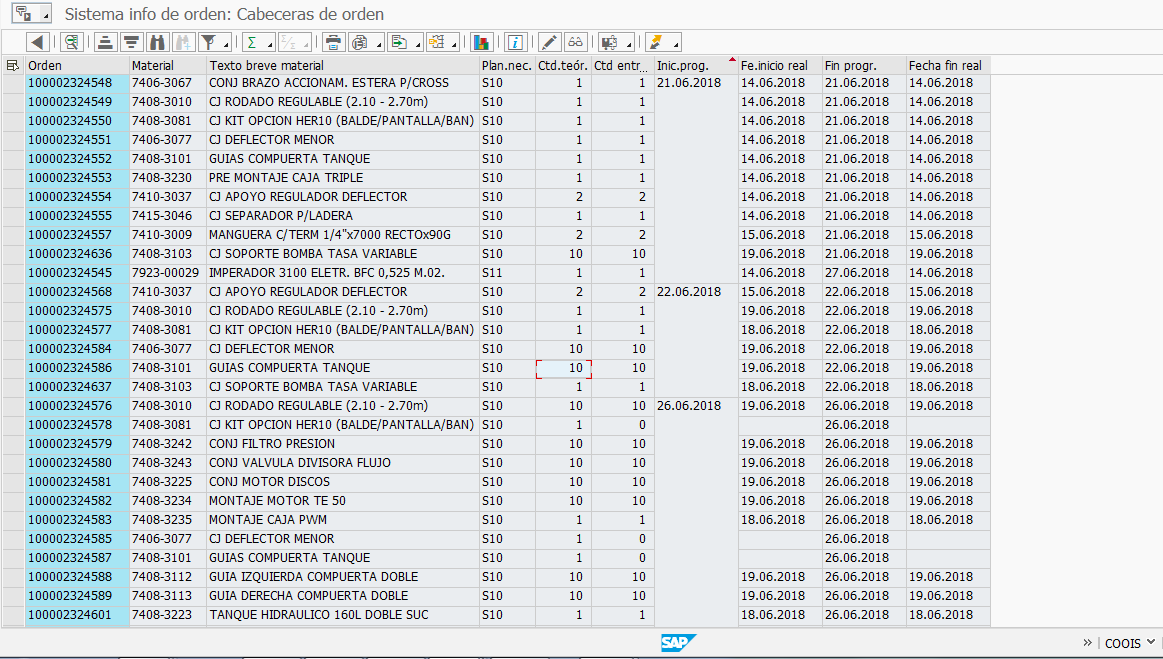 Sistema info de orden: Cabeceras de orden
Orden Material Texto breve material Plan.nec. Ctd.teór. Ctd entr... Inic.prog. Fe.inicio real Fin progr. Fecha fin real
100002324548 7406-3067 CONJ BRAZO ACCIONAM. ESTERA P/CROSS S10 1 1 21.06.2018 14.06.2018 21.06.2018 14.06.2018
100002324549 7408-3010 CJ RODADO REGULABLE (2.10 - 2.70m) S10 1 1 14.06.2018 21.06.2018 14.06.2018
100002324550 7408-3081 CJ KIT OPCION HER10 (BALDE/PANTALLA/BAN) S10 1 1 14.06.2018 21.06.2018 14.06.2018
100002324551 7406-3077 CJ DEFLECTOR MENOR S10 1 1 14.06.2018 21.06.2018 14.06.2018
100002324552 7408-3101 GUIAS COMPUERTA TANQUE S10 1 1 14.06.2018 21.06.2018 14.06.2018
100002324553 7408-3230 PRE MONTAJE CAJA TRIPLE S10 1 1 14.06.2018 21.06.2018 14.06.2018
100002324554 7410-3037 CJ APOYO REGULADOR DEFLECTOR S10 2 2 14.06.2018 21.06.2018 14.06.2018
100002324555 7415-3046 CJ SEPARADOR P/LADERA S10 1 1 14.06.2018 21.06.2018 14.06.2018
100002324557 7410-3009 MANGUERA C/TERM 1/4"x7000 RECTOx90G S10 2 2 15.06.2018 21.06.2018 15.06.2018
100002324636 7408-3103 CJ SOPORTE BOMBA TASA VARIABLE S10 10 10 19.06.2018 21.06.2018 19.06.2018
100002324545 7923-00029 IMPERADOR 3100 ELETR. BFC 0,525 M.02. S11 1 1 14.06.2018 27.06.2018 14.06.2018
100002324568 7410-3037 CJ APOYO REGULADOR DEFLECTOR S10 2 2 22.06.2018 15.06.2018 22.06.2018 15.06.2018
100002324575 7408-3010 CJ RODADO REGULABLE (2.10 - 2.70m) S10 1 1 19.06.2018 22.06.2018 19.06.2018
100002324577 7408-3081 CJ KIT OPCION HER10 (BALDE/PANTALLA/BAN) S10 1 1 18.06.2018 22.06.2018 18.06.2018
100002324584 7406-3077 CJ DEFLECTOR MENOR S10 10 10 19.06.2018 22.06.2018 19.06.2018
100002324586 7408-3101 GUIAS COMPUERTA TANQUE S10 10 10 19.06.2018 22.06.2018 19.06.2018
100002324637 7408-3103 CJ SOPORTE BOMBA TASA VARIABLE S10 1 1 18.06.2018 22.06.2018 18.06.2018
100002324576 7408-3010 CJ RODADO REGULABLE (2.10 - 2.70m) S10 10 10 26.06.2018 19.06.2018 26.06.2018 19.06.2018
100002324578 7408-3081 CJ KIT OPCION HER10 (BALDE/PANTALLA/BAN) S10 1 0 26.06.2018
100002324579 7408-3242 CONJ FILTRO PRESION S10 10 10 19.06.2018 26.06.2018 19.06.2018
100002324580 7408-3243 CONJ VALVULA DIVISORA FLUJO S10 10 10 19.06.2018 26.06.2018 19.06.2018
100002324581 7408-3225 CONJ MOTOR DISCOS S10 10 10 19.06.2018 26.06.2018 19.06.2018
100002324582 7408-3234 MONTAJE MOTOR TE 50 S10 10 10 19.06.2018 26.06.2018 19.06.2018
100002324583 7408-3235 MONTAJE CAJA PWM S10 1 1 18.06.2018 26.06.2018 18.06.2018
100002324585 7406-3077 CJ DEFLECTOR MENOR S10 1 0 26.06.2018
100002324587 7408-3101 GUIAS COMPUERTA TANQUE S10 1 0 26.06.2018
100002324588 7408-3112 GUIA IZQUIERDA COMPUERTA DOBLE S10 10 10 19.06.2018 26.06.2018 19.06.2018
100002324589 7408-3113 GUIA DERECHA COMPUERTA DOBLE S10 10 10 19.06.2018 26.06.2018 19.06.2018
100002324601 7408-3223 TANQUE HIDRAULICO 160L DOBLE SUC S10 1 1 18.06.2018 26.06.2018 18.06.2018
SAP » COOIS